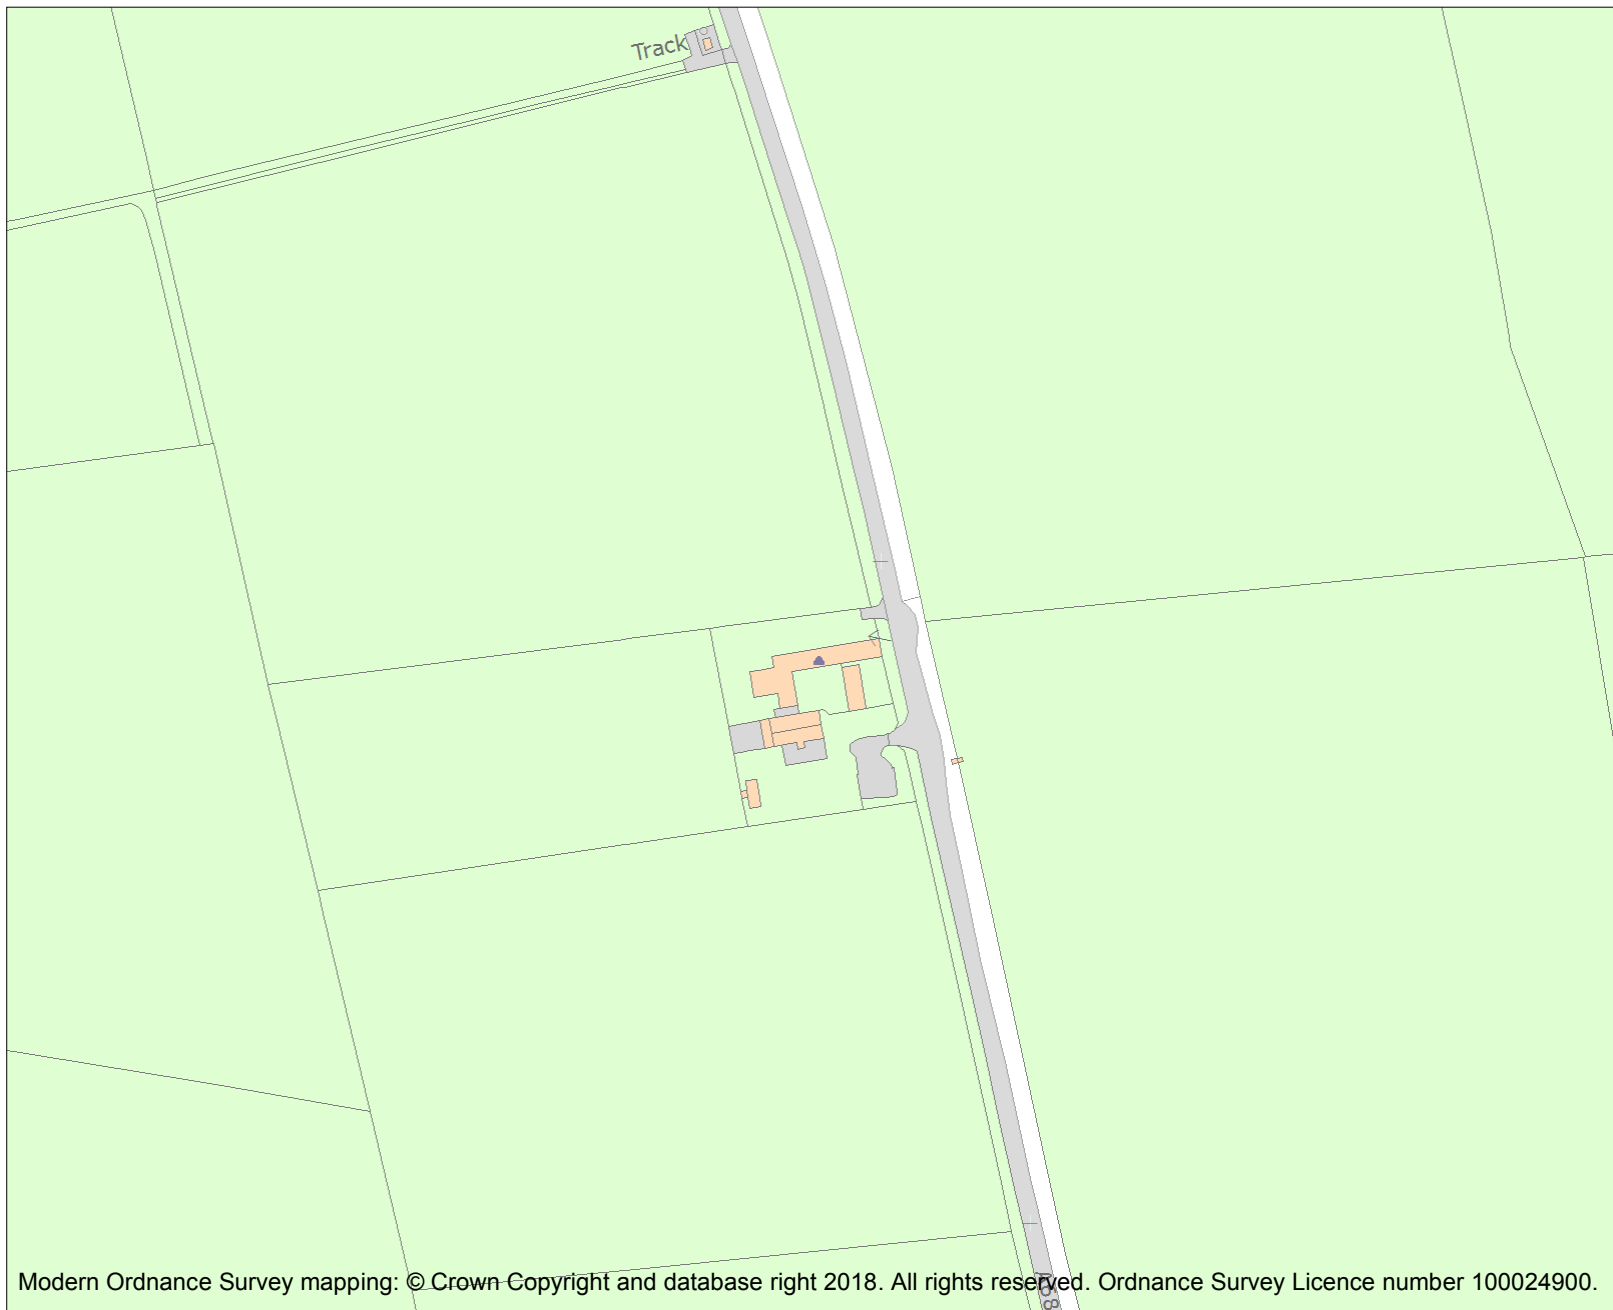 Track
Modern Ordnance Survey mapping: © Crown Copyright and database right 2018. All rights reserved. Ordnance Survey Licence number 100024900.